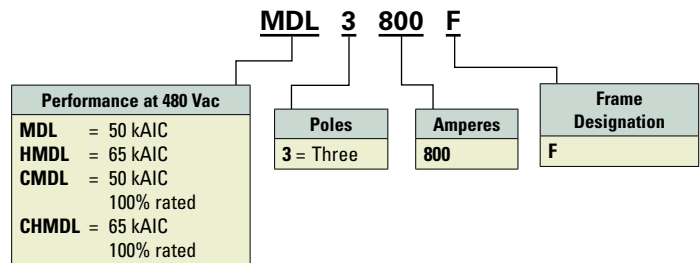 MDL 3 800 F
Performance at 480 Vac
MDL = 50 kAIC
HMDL = 65 kAIC
CMDL = 50 kAIC
100% rated
CHMDL = 65 kAIC
100% rated
Poles
3 = Three
Amperes
800
Frame
Designation
F